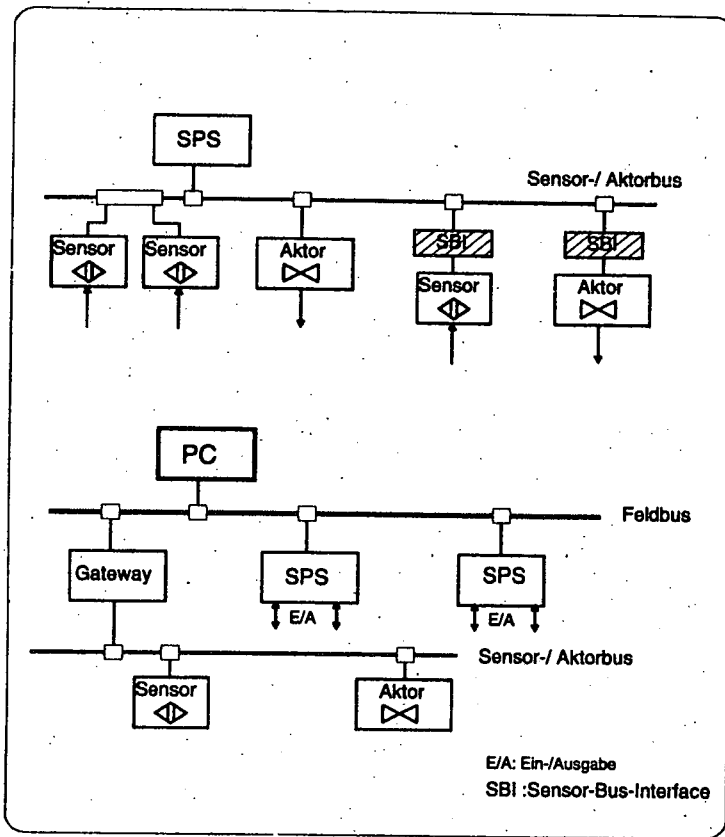 SPS
Sensor-/ Aktorbus
Sensor
Sensor
Aktor
SBI
SBI
Sensor
Aktor
PC
Feldbus
Gateway
SPS
SPS
E/A
E/A
Sensor-/ Aktorbus
Sensor
Aktor
E/A: Ein-/Ausgabe
SBI :Sensor-Bus-Interface